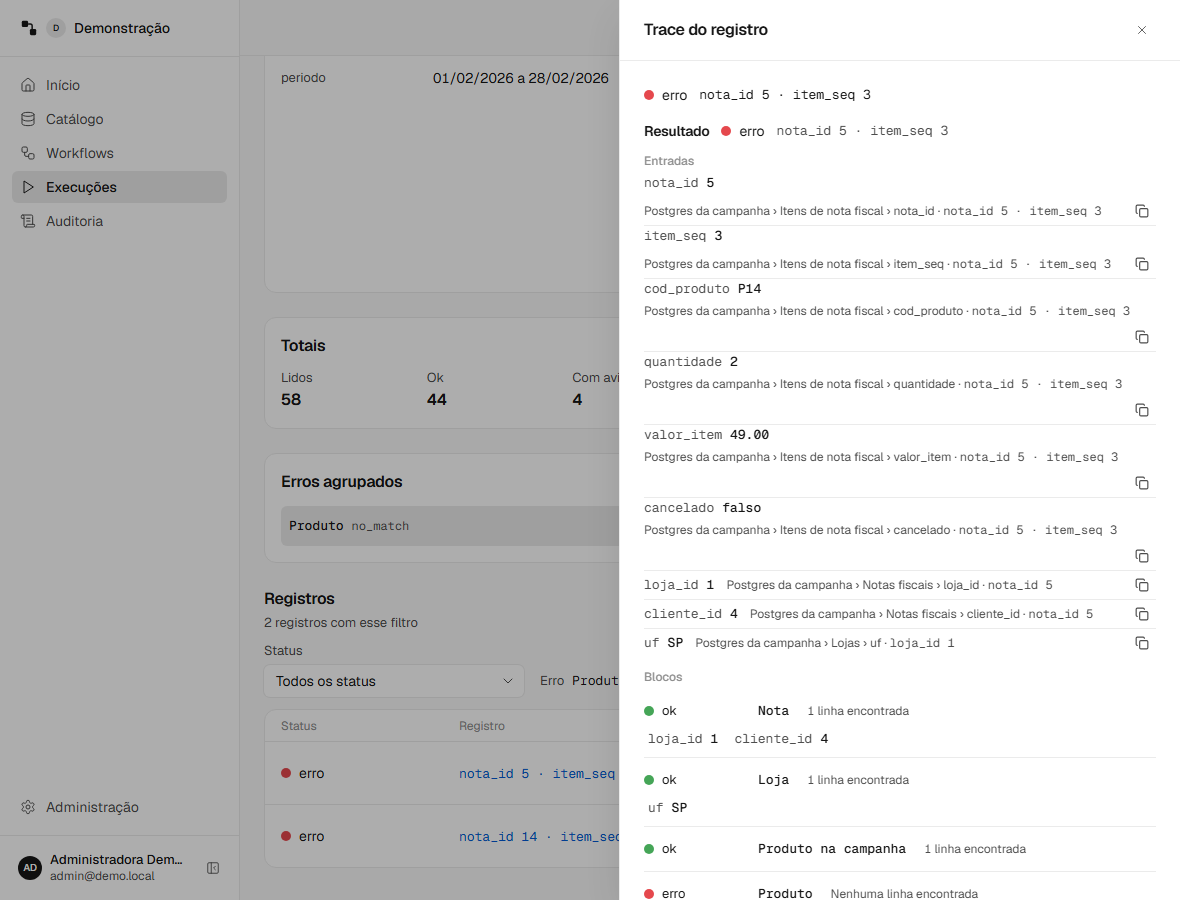 D Demonstração
Início
Catálogo
Workflows
Execuções
Auditoria
Administração
AD Administradora Dem...
admin@demo.local
periodo 01/02/2026 a 28/02/2026
Totais
Lidos Ok
58 44 4
Erros agrupados
Produto no_match
Registros
2 registros com esse filtro
Status
Todos os status Erro
Status Registro
erro nota_id 5 · item_seq
erro nota_id 14 ·
Trace do registro
erro nota_id 5 · item_seq 3
Resultado erro nota_id 5 · item_seq 3
Entradas
nota_id 5
Postgres da campanha › Itens de nota fiscal › nota_id · nota_id 5 · item_seq 3
item_seq 3
Postgres da campanha › Itens de nota fiscal › item_seq · nota_id 5 · item_seq 3
cod_produto P14
Postgres da campanha › Itens de nota fiscal › cod_produto · nota_id 5 · item_seq 3
quantidade 2
Postgres da campanha › Itens de nota fiscal › quantidade · nota_id 5 · item_seq 3
valor_item 49.00
Postgres da campanha › Itens de nota fiscal › valor_item · nota_id 5 · item_seq 3
cancelado falso
Postgres da campanha › Itens de nota fiscal › cancelado · nota_id 5 · item_seq 3
loja_id 1 Postgres da campanha › Notas fiscais › loja_id · nota_id 5
cliente_id 4 Postgres da campanha › Notas fiscais › cliente_id · nota_id 5
uf SP Postgres da campanha › Lojas › uf · loja_id 1
Blocos
ok Nota 1 linha encontrada
loja_id 1 cliente_id 4
ok Loja 1 linha encontrada
uf SP
ok Produto na campanha 1 linha encontrada
erro Produto Nenhuma linha encontrada